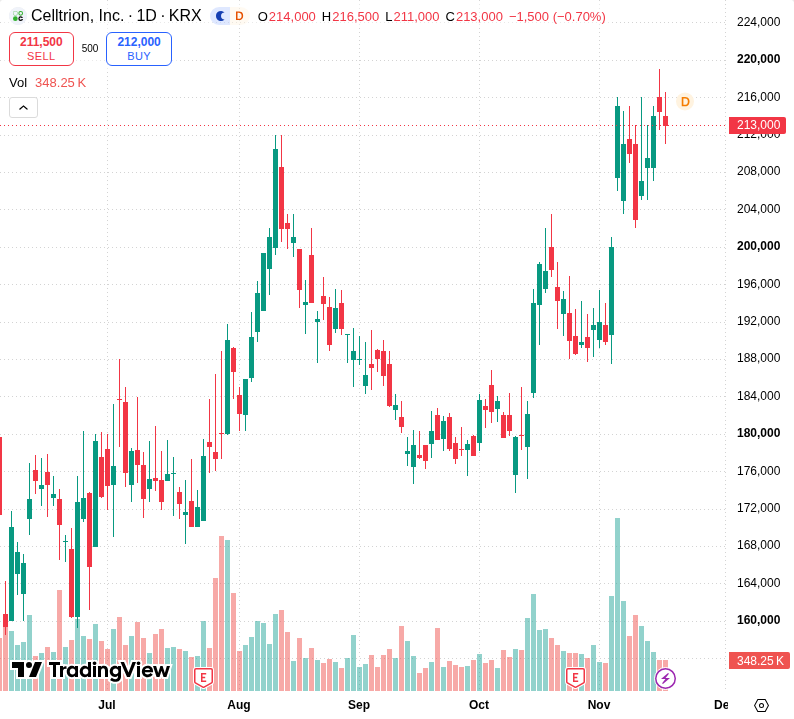 Celltrion, Inc. · 1D · KRX D O214,000 H216,500 L211,000 C213,000 −1,500 (−0.70%)
211,500 SELL 500 212,000 BUY
Vol 348.25 K
224,000
220,000
216,000
D
213,000
212,000
208,000
204,000
200,000
196,000
192,000
188,000
184,000
180,000
176,000
172,000
168,000
164,000
160,000
348.25 K
TradingView
E
E
Jul Aug Sep Oct Nov De